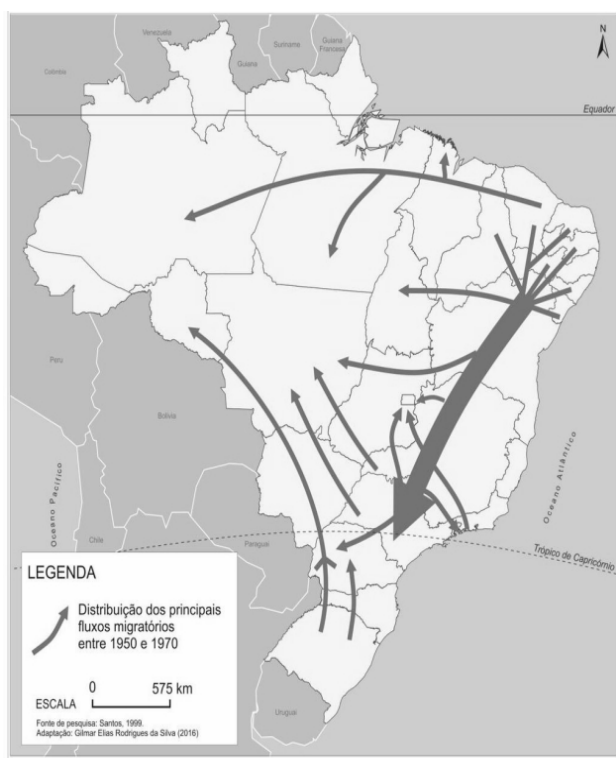 N
Venezuela
Guiana
Suriname
Guiana
Francesa
Colômbia
Equador
Peru
Bolívia
Oceano Pacífico
Oceano Atlântico
Chile
Paraguai
Trópico de Capricórnio
LEGENDA
Distribuição dos principais
fluxos migratórios
entre 1950 e 1970
0 575 km
ESCALA
Fonte de pesquisa: Santos, 1999.
Adaptação: Gilmar Elias Rodrigues da Silva (2016)
Uruguai